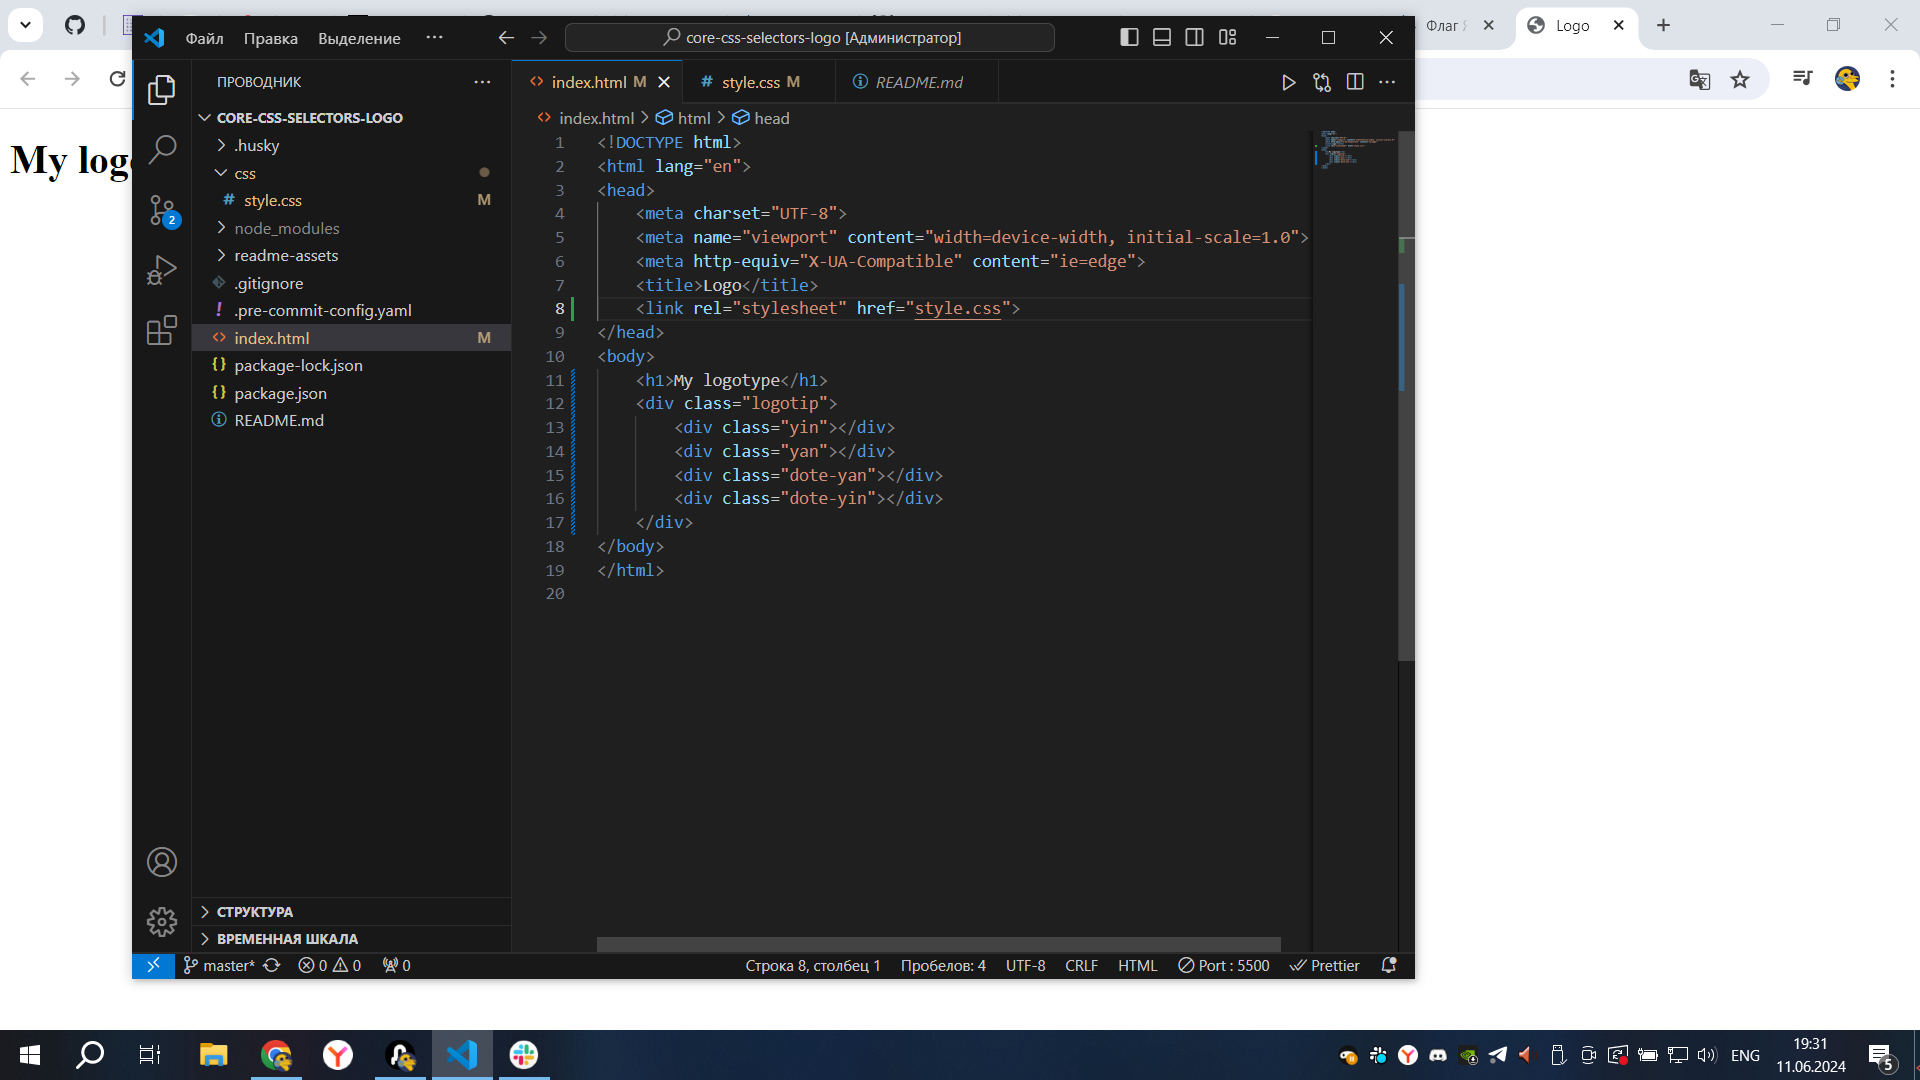 Флаг
Logo
My logo
Файл Правка Выделение ···
core-css-selectors-logo [Администратор]
ПРОВОДНИК
CORE-CSS-SELECTORS-LOGO
.husky
css
# style.css M
node_modules
readme-assets
.gitignore
! .pre-commit-config.yaml
<> index.html M
{} package-lock.json
{} package.json
README.md
СТРУКТУРА
ВРЕМЕННАЯ ШКАЛА
<> index.html M
# style.css M
README.md
<> index.html > html > head
1 <!DOCTYPE html>
2 <html lang="en">
3 <head>
4 <meta charset="UTF-8">
5 <meta name="viewport" content="width=device-width, initial-scale=1.0">
6 <meta http-equiv="X-UA-Compatible" content="ie=edge">
7 <title>Logo</title>
8 <link rel="stylesheet" href="style.css">
9 </head>
10 <body>
11 <h1>My logotype</h1>
12 <div class="logotip">
13 <div class="yin"></div>
14 <div class="yan"></div>
15 <div class="dote-yan"></div>
16 <div class="dote-yin"></div>
17 </div>
18 </body>
19 </html>
20
2
master* 0 0 0
Строка 8, столбец 1 Пробелов: 4 UTF-8 CRLF HTML Port : 5500 Prettier
ENG
19:31
11.06.2024
5